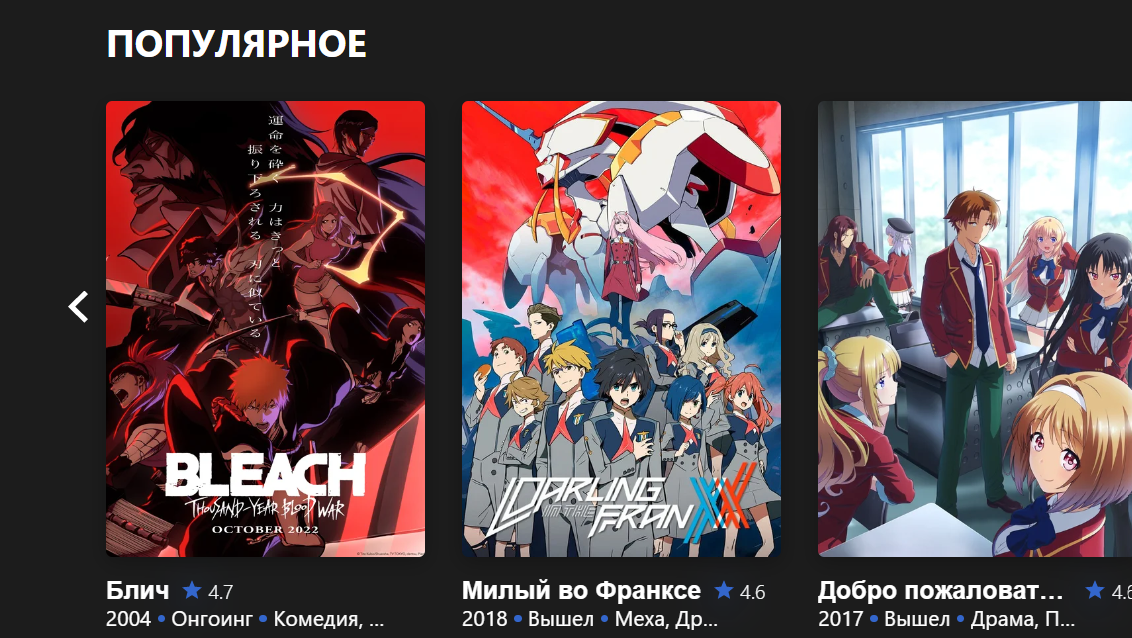 ПОПУЛЯРНОЕ
運命を砕く力はきっと
振り下ろされる刃に似ている
BLEACH
THOUSAND-YEAR BLOOD WAR
OCTOBER 2022
DARLING
IN THE
FRANXX
Блич 4.7
2004 • Онгоинг • Комедия, ...
Милый во Франксе 4.6
2018 • Вышел • Меха, Др...
Добро пожаловат... 4.6
2017 • Вышел • Драма, П...